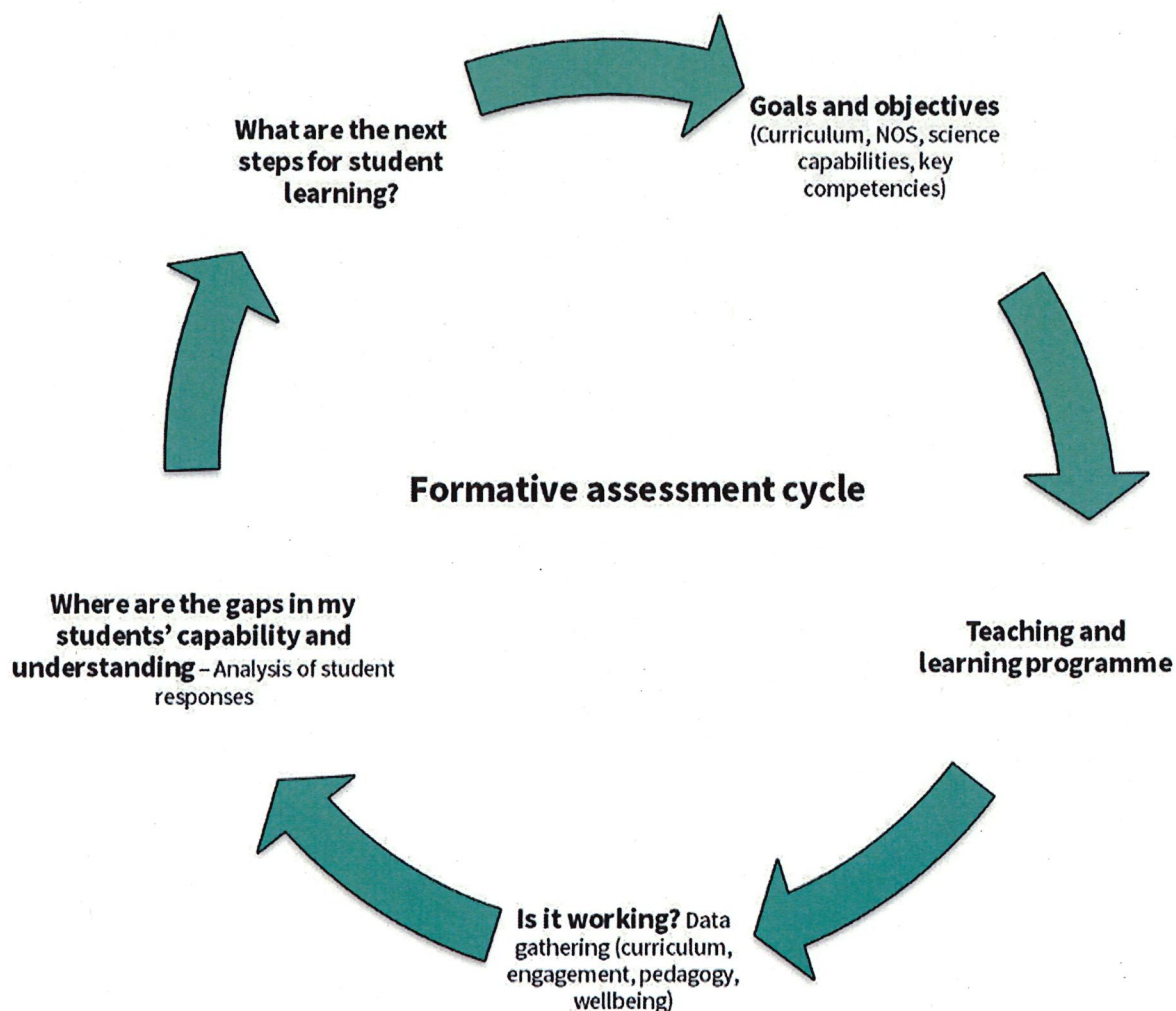 What are the next
steps for student
learning?
Goals and objectives
(Curriculum, NOS, science
capabilities, key
competencies)
Formative assessment cycle
Where are the gaps in my
students’ capability and
understanding – Analysis of student
responses
Teaching and
learning programme
Is it working? Data
gathering (curriculum,
engagement, pedagogy,
wellbeing)